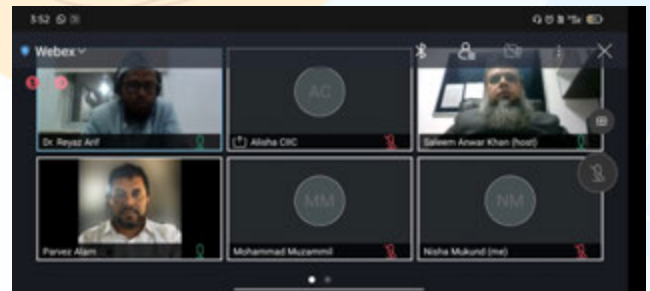 3:52
Webex
AC
Dr. Reyaz Arif
Alisha CIIC
Saleem Anwar Khan (host)
MM
NM
Parvez Alam
Mohammad Muzammil
Nisha Mukund (me)